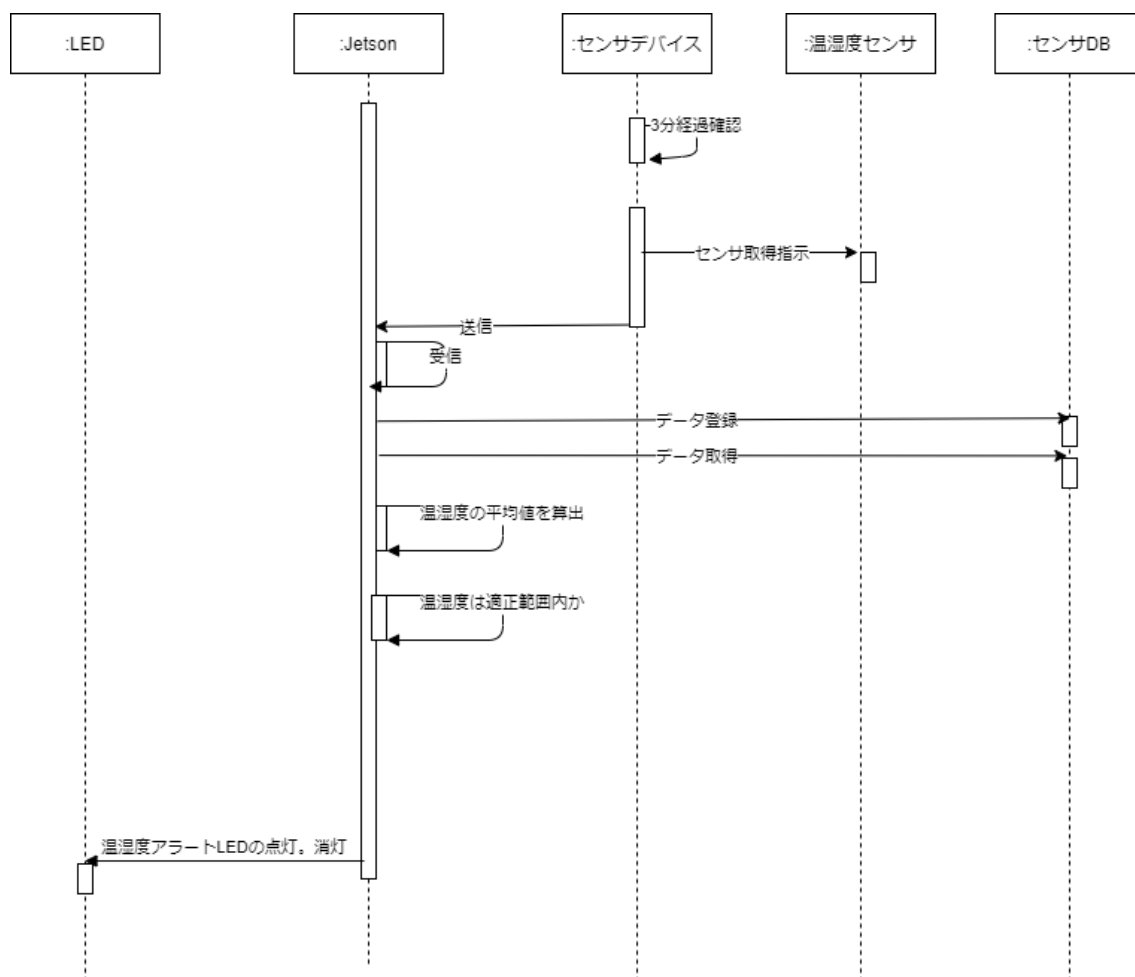 :LED
:Jetson
:センサデバイス
:温湿度センサ
:センサDB
3分経過確認
センサ取得指示
送信
受信
データ登録
データ取得
温湿度の平均値を算出
温湿度は適正範囲内か
温湿度アラートLEDの点灯。消灯